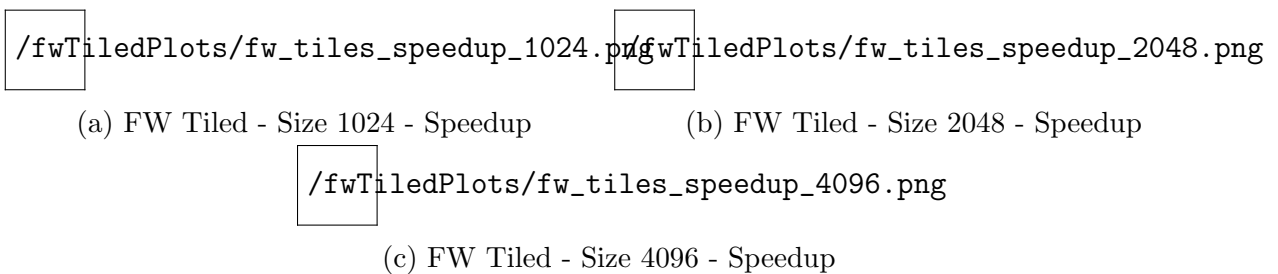 /fwTiledPlots/fw_tiles_speedup_1024.png /fwTiledPlots/fw_tiles_speedup_2048.png
(a) FW Tiled - Size 1024 - Speedup (b) FW Tiled - Size 2048 - Speedup
/fwTiledPlots/fw_tiles_speedup_4096.png
(c) FW Tiled - Size 4096 - Speedup